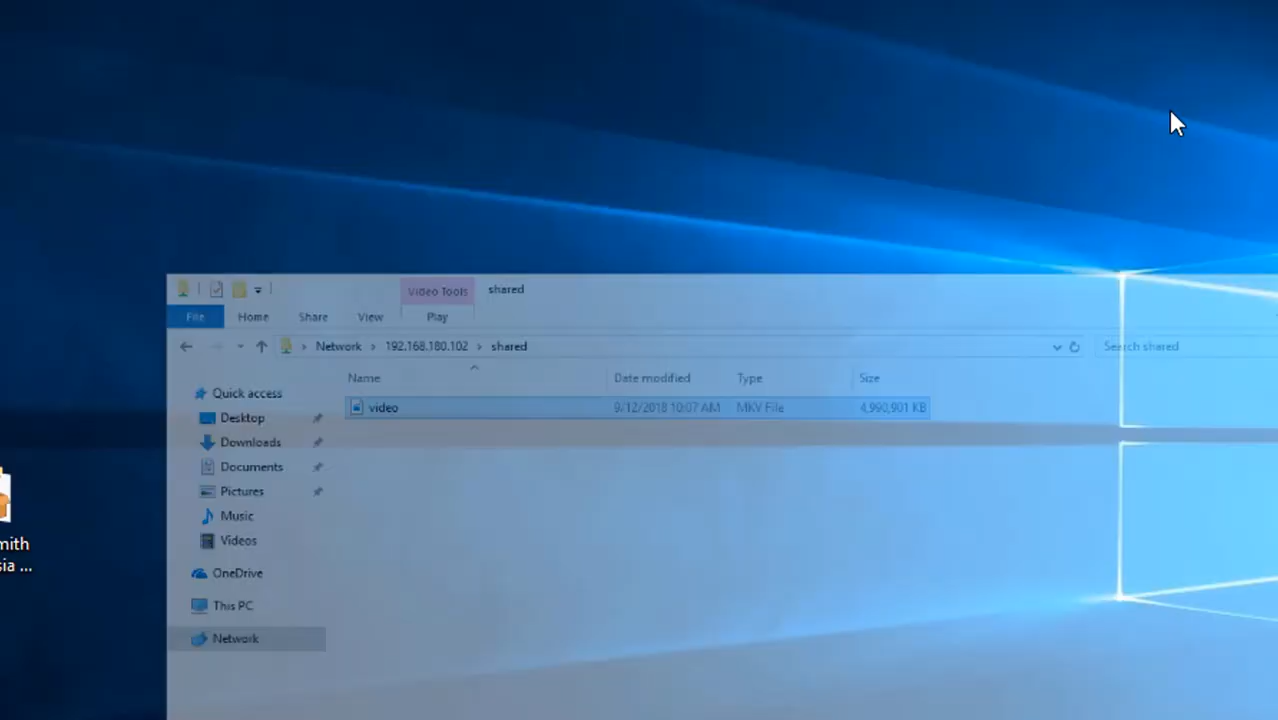 Video Tools
shared
File
Home
Share
View
Play
Network
192.168.180.102
shared
Search shared
Name
Date modified
Type
Size
video
9/12/2018 10:07 AM
MKV File
4,990,901 KB
Quick access
Desktop
Downloads
Documents
Pictures
Music
Videos
OneDrive
This PC
Network
mith
sia ...